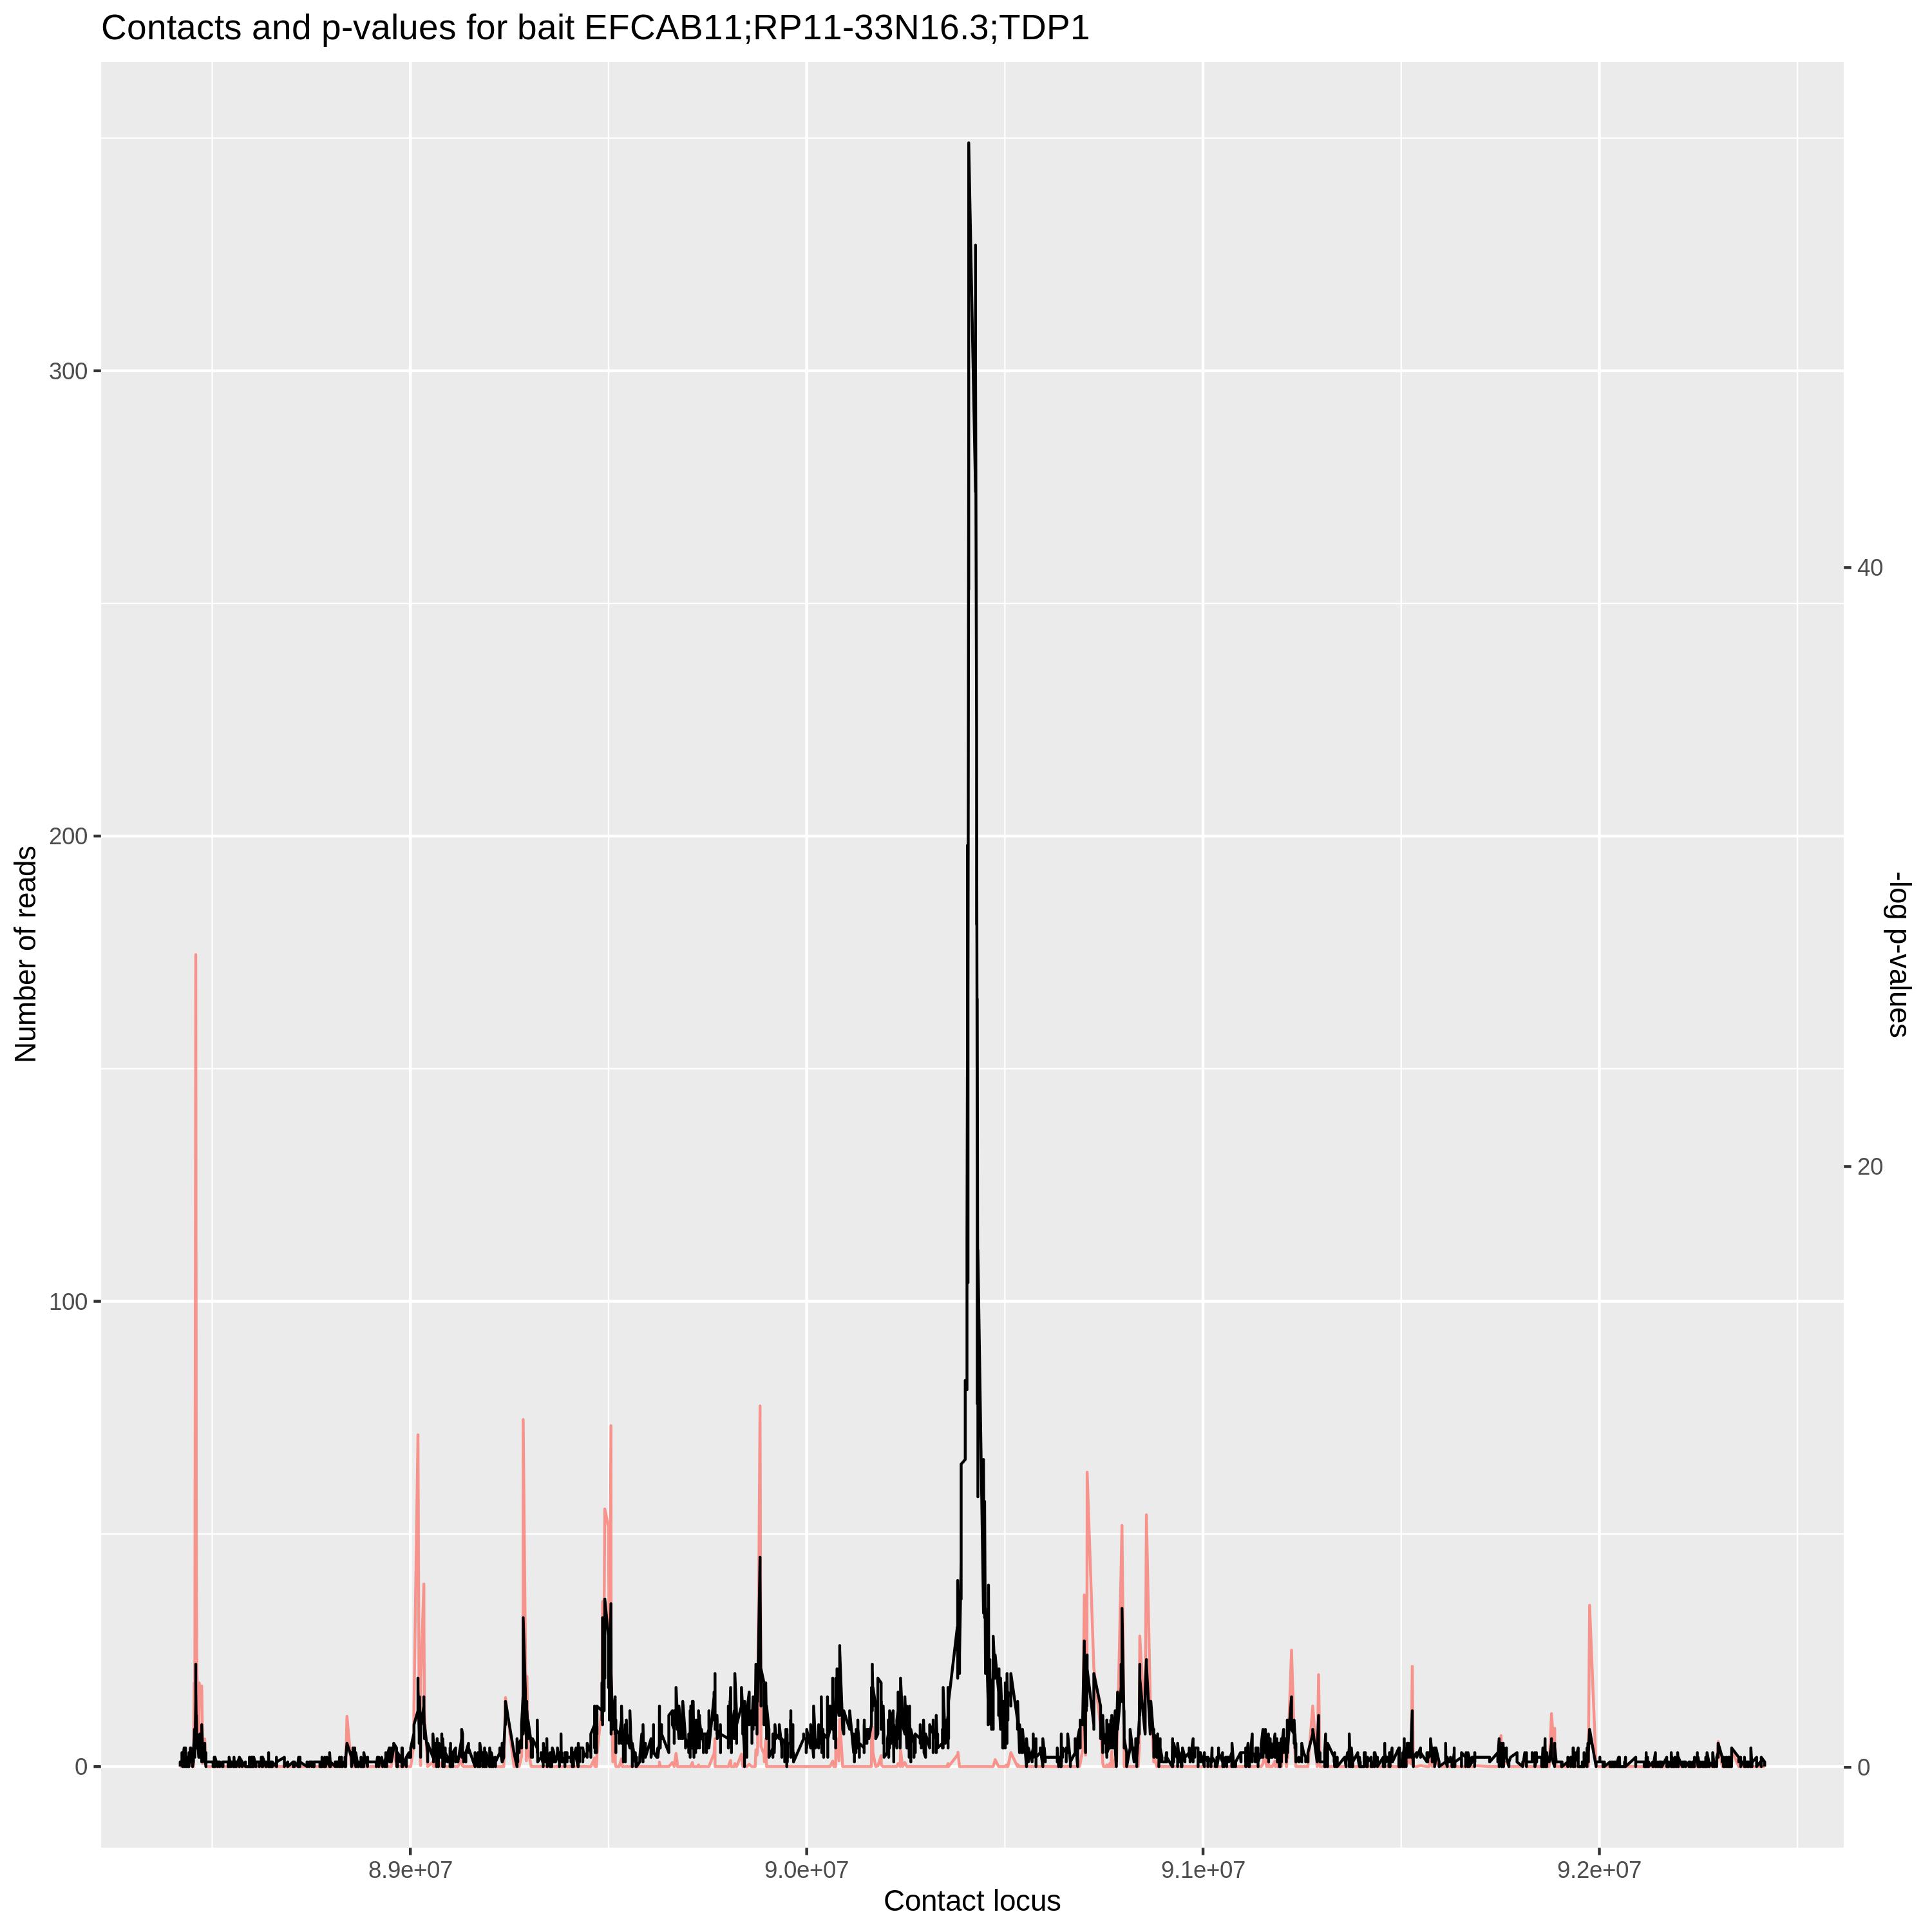 Contacts and p-values for bait EFCAB11;RP11-33N16.3;TDP1
Number of reads
300
200
100
0
40
20
0
-log p-values
8.9e+07
9.0e+07
9.1e+07
9.2e+07
Contact locus